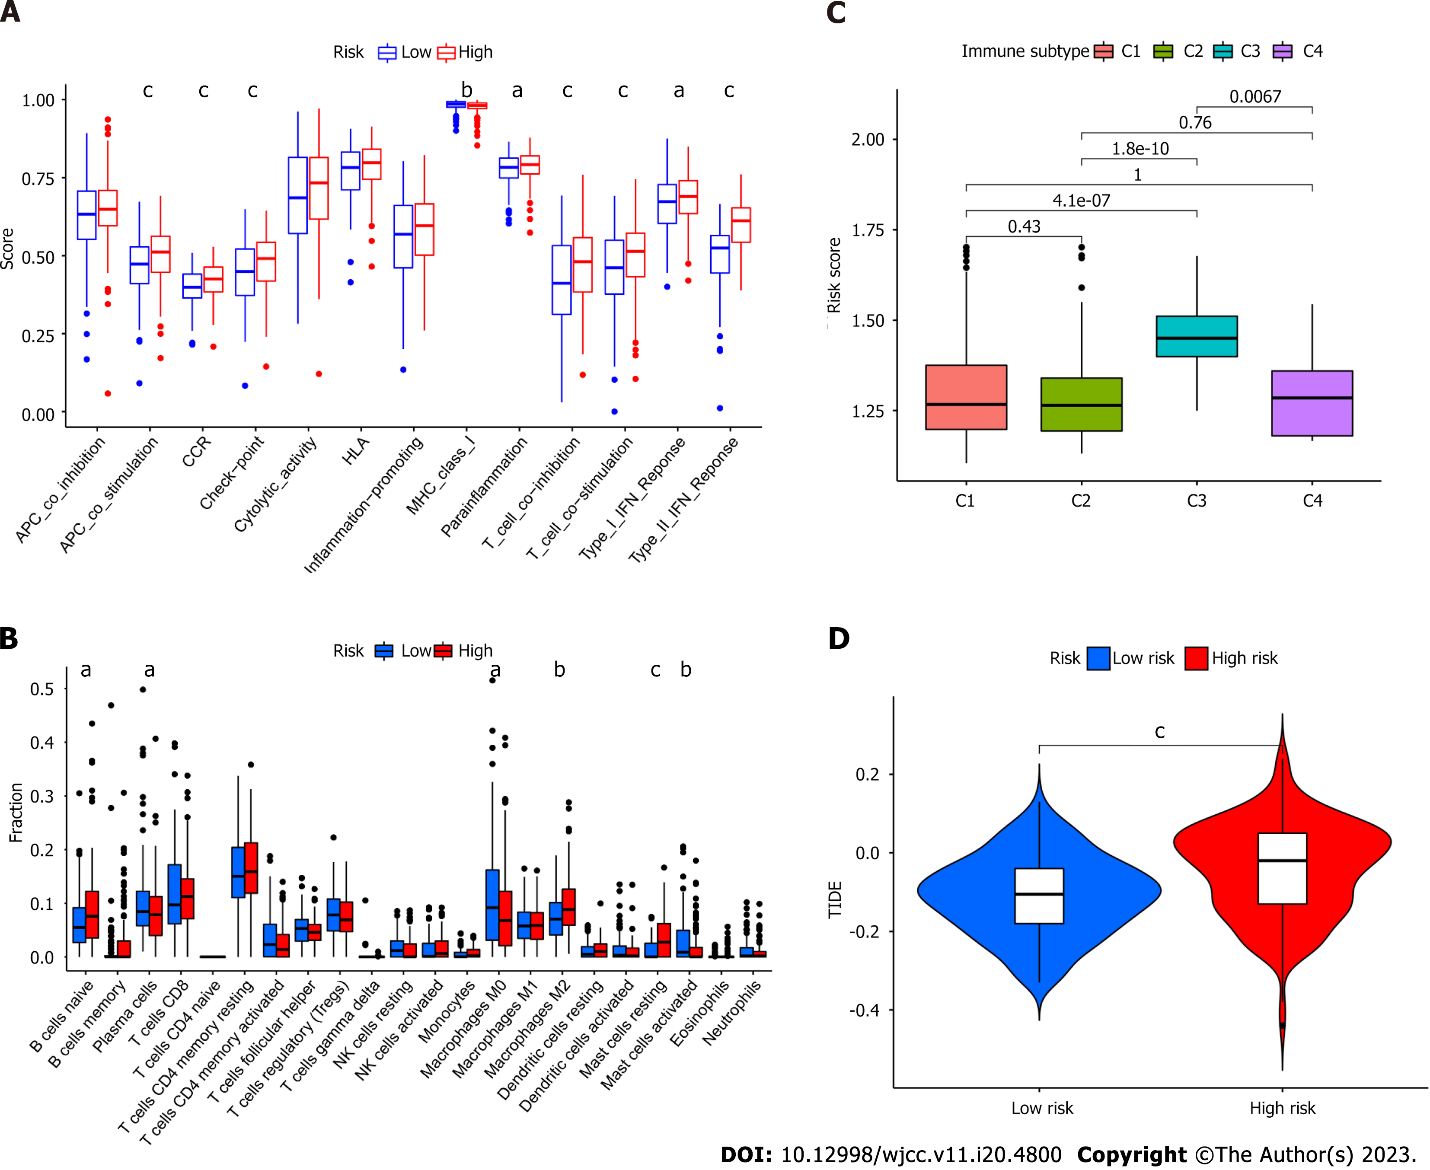 A
Risk Low High
c c c b a c c a c
Score
1.00
0.75
0.50
0.25
0.00
APC_co_inhibition
APC_co_stimulation
CCR
Check-point
Cytolytic_activity
HLA
Inflammation-promoting
MHC_class_I
Parainflammation
T_cell_co-inhibition
T_cell_co-stimulation
Type_I_IFN_Reponse
Type_II_IFN_Reponse
C
Immune subtype C1 C2 C3 C4
0.0067
0.76
1.8e-10
1
4.1e-07
0.43
Risk score
2.00
1.75
1.50
1.25
C1 C2 C3 C4
B
Risk Low High
a a a b c b
Fraction
0.5
0.4
0.3
0.2
0.1
0.0
B cells naive
B cells memory
Plasma cells
T cells CD8
T cells CD4 naive
T cells CD4 memory resting
T cells CD4 memory activated
T cells follicular helper
T cells regulatory (Tregs)
T cells gamma delta
NK cells resting
NK cells activated
Monocytes
Macrophages M0
Macrophages M1
Macrophages M2
Dendritic cells resting
Dendritic cells activated
Mast cells resting
Mast cells activated
Eosinophils
Neutrophils
D
Risk Low risk High risk
c
TIDE
0.2
0.0
-0.2
-0.4
Low risk High risk
DOI: 10.12998/wjcc.v11.i20.4800 Copyright ©The Author(s) 2023.